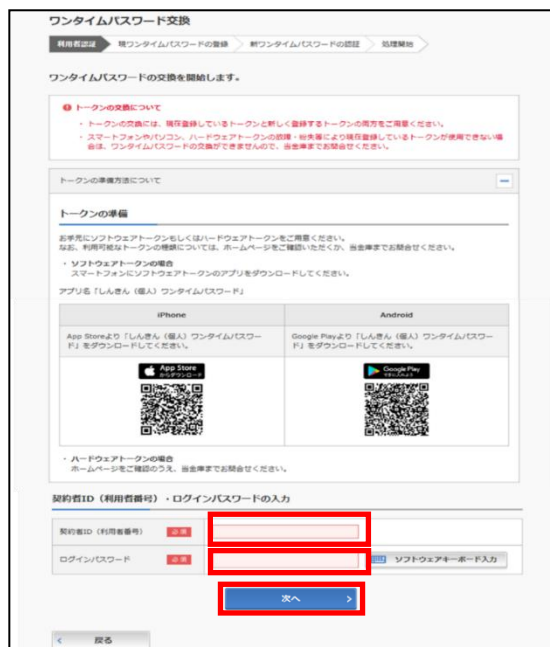 ワンタイムパスワード交換
利用者認証
現ワンタイムパスワードの登録
新ワンタイムパスワードの認証
処理開始
ワンタイムパスワードの交換を開始します。
トークンの交換について
・ トークンの交換には、現在登録しているトークンと新しく登録するトークンの両方をご用意ください。
・ スマートフォンやパソコン、ハードウェアトークンの故障・紛失等により現在登録しているトークンが使用できない場
合は、ワンタイムパスワードの交換ができませんので、当金庫までお問合せください。
トークンの準備方法について
トークンの準備
お手元にソフトウェアトークンもしくはハードウェアトークンをご用意ください。
なお、利用可能なトークンの種類については、ホームページをご確認いただくか、当金庫までお問合せください。
・ ソフトウェアトークンの場合
スマートフォンにソフトウェアトークンのアプリをダウンロードしてください。
アプリ名「しんきん（個人）ワンタイムパスワード」
iPhone
Android
App Storeより「しんきん（個人）ワンタイムパスワー
ド」をダウンロードしてください。
Google Playより「しんきん（個人）ワンタイムパスワー
ド」をダウンロードしてください。
App Store
からダウンロード
Google Play
で手に入れよう
・ ハードウェアトークンの場合
ホームページをご確認のうえ、当金庫までお問合せください。
契約者ID（利用者番号）・ログインパスワードの入力
契約者ID（利用者番号） 必須
ログインパスワード 必須 ソフトウェアキーボード入力
次へ
戻る